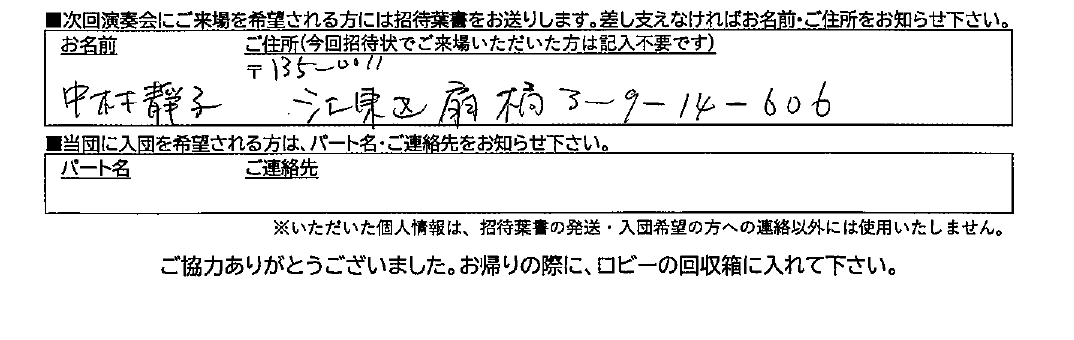 ■次回演奏会にご来場を希望される方には招待葉書をお送りします。差し支えなければお名前・ご住所をお知らせ下さい。
お名前 ご住所(今回招待状でご来場いただいた方は記入不要です)
〒135-0011
中村静子 江東区扇橋3-9-14-606
■当団に入団を希望される方は、パート名・ご連絡先をお知らせ下さい。
パート名 ご連絡先
※いただいた個人情報は、招待葉書の発送・入団希望の方への連絡以外には使用いたしません。
ご協力ありがとうございました。お帰りの際に、ロビーの回収箱に入れて下さい。